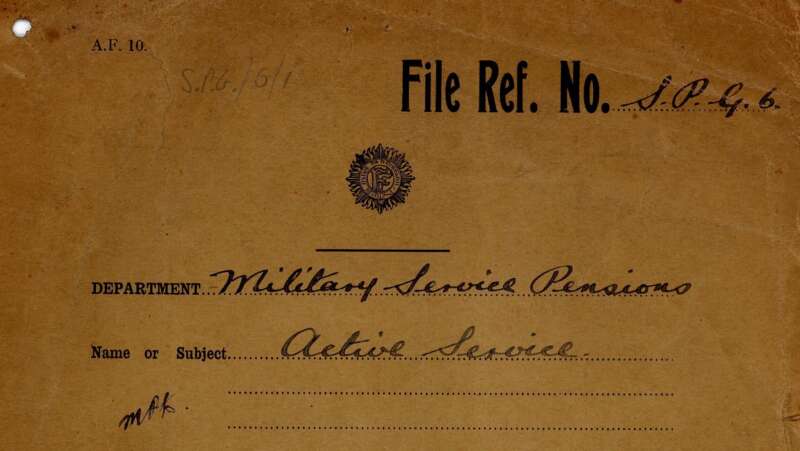 A.F. 10.
S.P.G./6/1
File Ref. No. S.P.G. 6.
DEPARTMENT Military Service Pensions
Name or Subject Active Service.